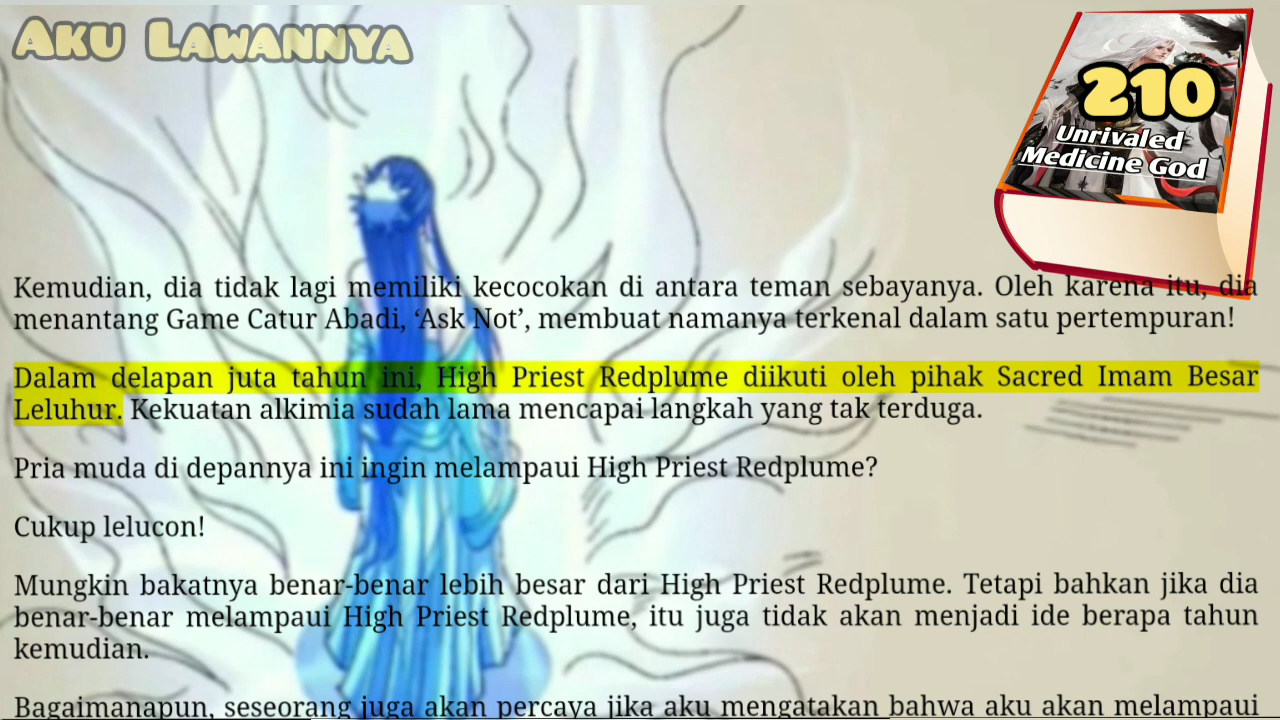 Aku Lawannya
210
Unrivaled
Medicine God
Kemudian, dia tidak lagi memiliki kecocokan di antara teman sebayanya. Oleh karena itu, dia
menantang Game Catur Abadi, ‘Ask Not’, membuat namanya terkenal dalam satu pertempuran!
Dalam delapan juta tahun ini, High Priest Redplume diikuti oleh pihak Sacred Imam Besar
Leluhur. Kekuatan alkimia sudah lama mencapai langkah yang tak terduga.
Pria muda di depannya ini ingin melampaui High Priest Redplume?
Cukup lelucon!
Mungkin bakatnya benar-benar lebih besar dari High Priest Redplume. Tetapi bahkan jika dia
benar-benar melampaui High Priest Redplume, itu juga tidak akan menjadi ide berapa tahun
kemudian.
Bagaimanapun, seseorang juga akan percaya jika aku mengatakan bahwa aku akan melampaui